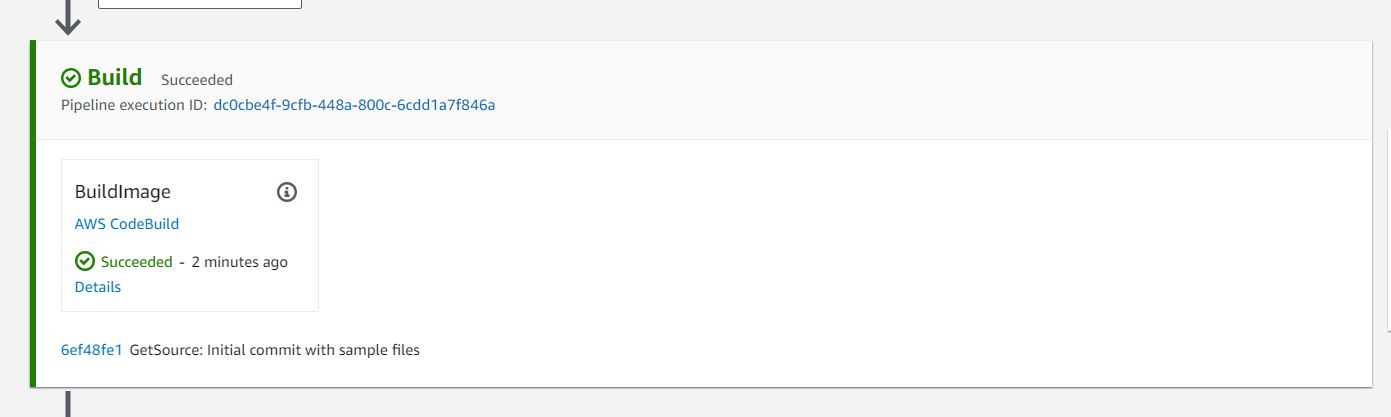 Build Succeeded
Pipeline execution ID: dc0cbe4f-9cfb-448a-800c-6cdd1a7f846a
BuildImage
AWS CodeBuild
Succeeded - 2 minutes ago
Details
6ef48fe1 GetSource: Initial commit with sample files